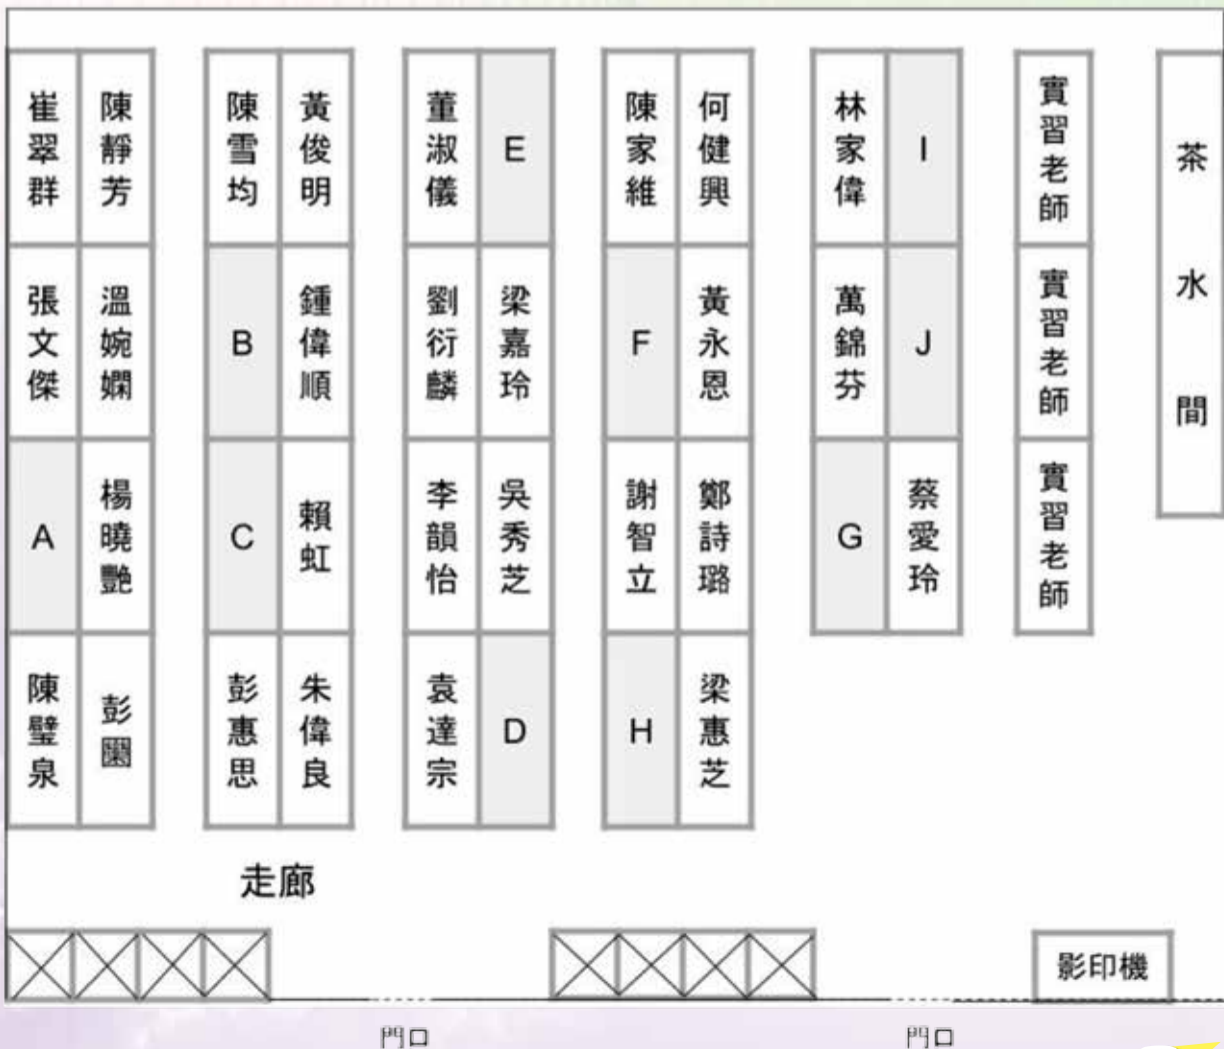 崔翠群
陳靜芳
陳雪均
黃俊明
董淑儀
E
陳家維
何健興
林家偉
I
實習老師
張文傑
溫婉嫻
B
鍾偉順
劉衍麟
梁嘉玲
F
黃永恩
萬錦芬
J
實習老師
A
楊曉艷
C
賴虹
李韻怡
吳秀芝
謝智立
鄭詩璐
G
蔡愛玲
實習老師
陳璧泉
彭園
彭惠思
朱偉良
袁達宗
D
H
梁惠芝
茶水間
走廊
影印機
門口
門口